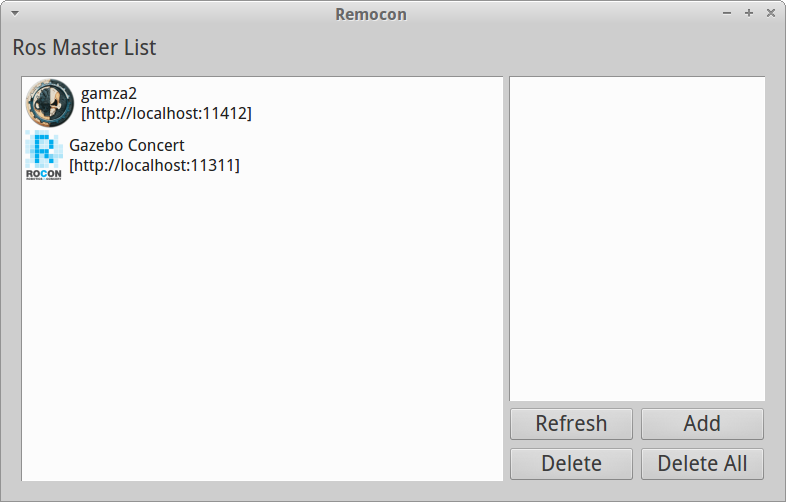 Remocon
Ros Master List
gamza2
[http://localhost:11412]
ROCON
Gazebo Concert
[http://localhost:11311]
Refresh
Add
Delete
Delete All